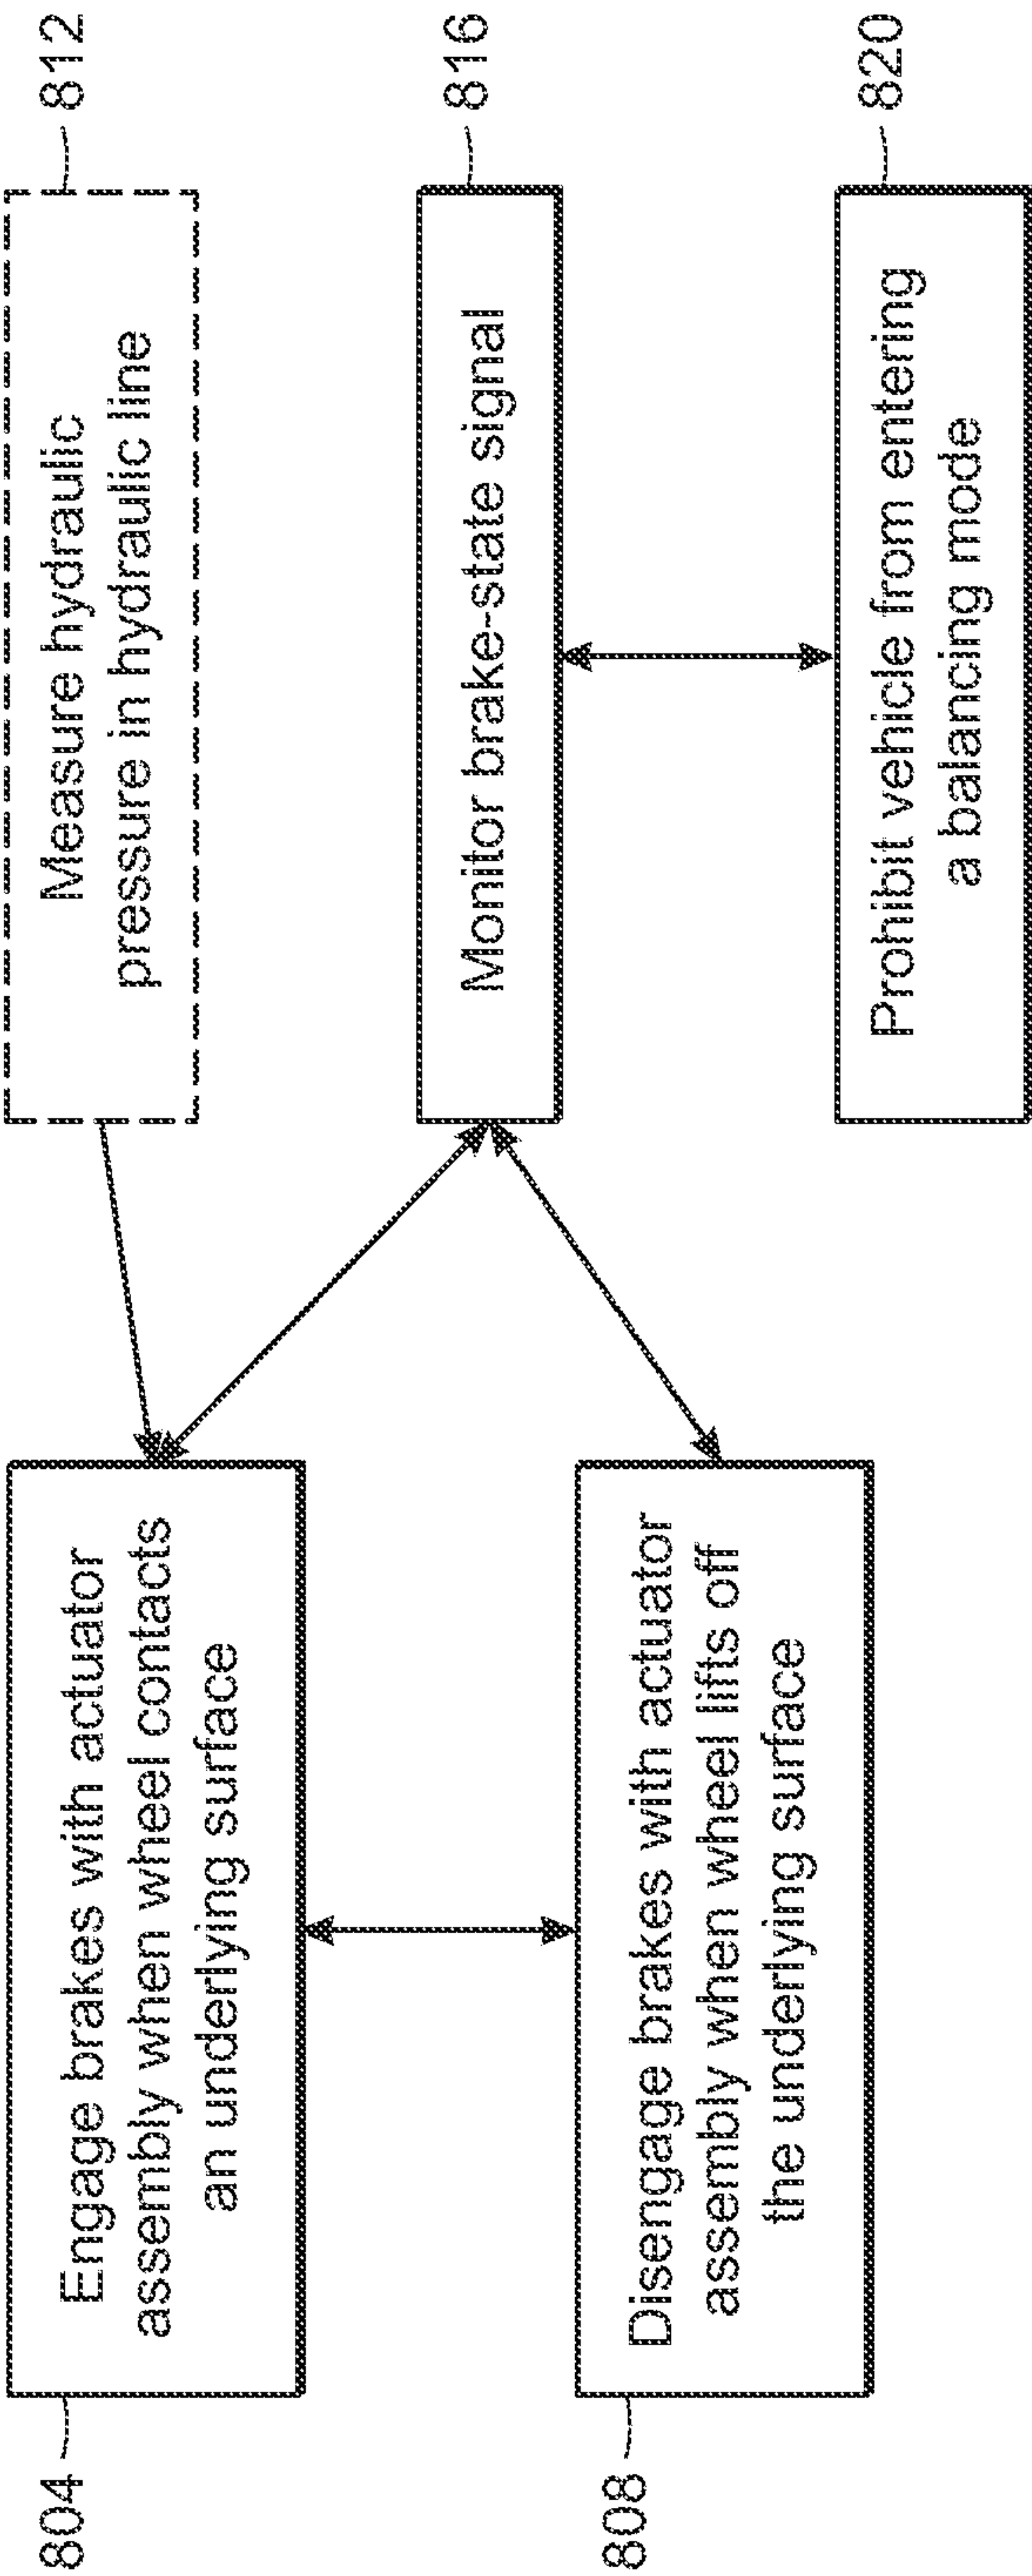 804
Engage brakes with actuator
assembly when wheel contacts
an underlying surface
808
Disengage brakes with actuator
assembly when wheel lifts off
the underlying surface
Measure hydraulic
pressure in hydraulic line
812
Monitor brake-state signal
816
Prohibit vehicle from entering
a balancing mode
820